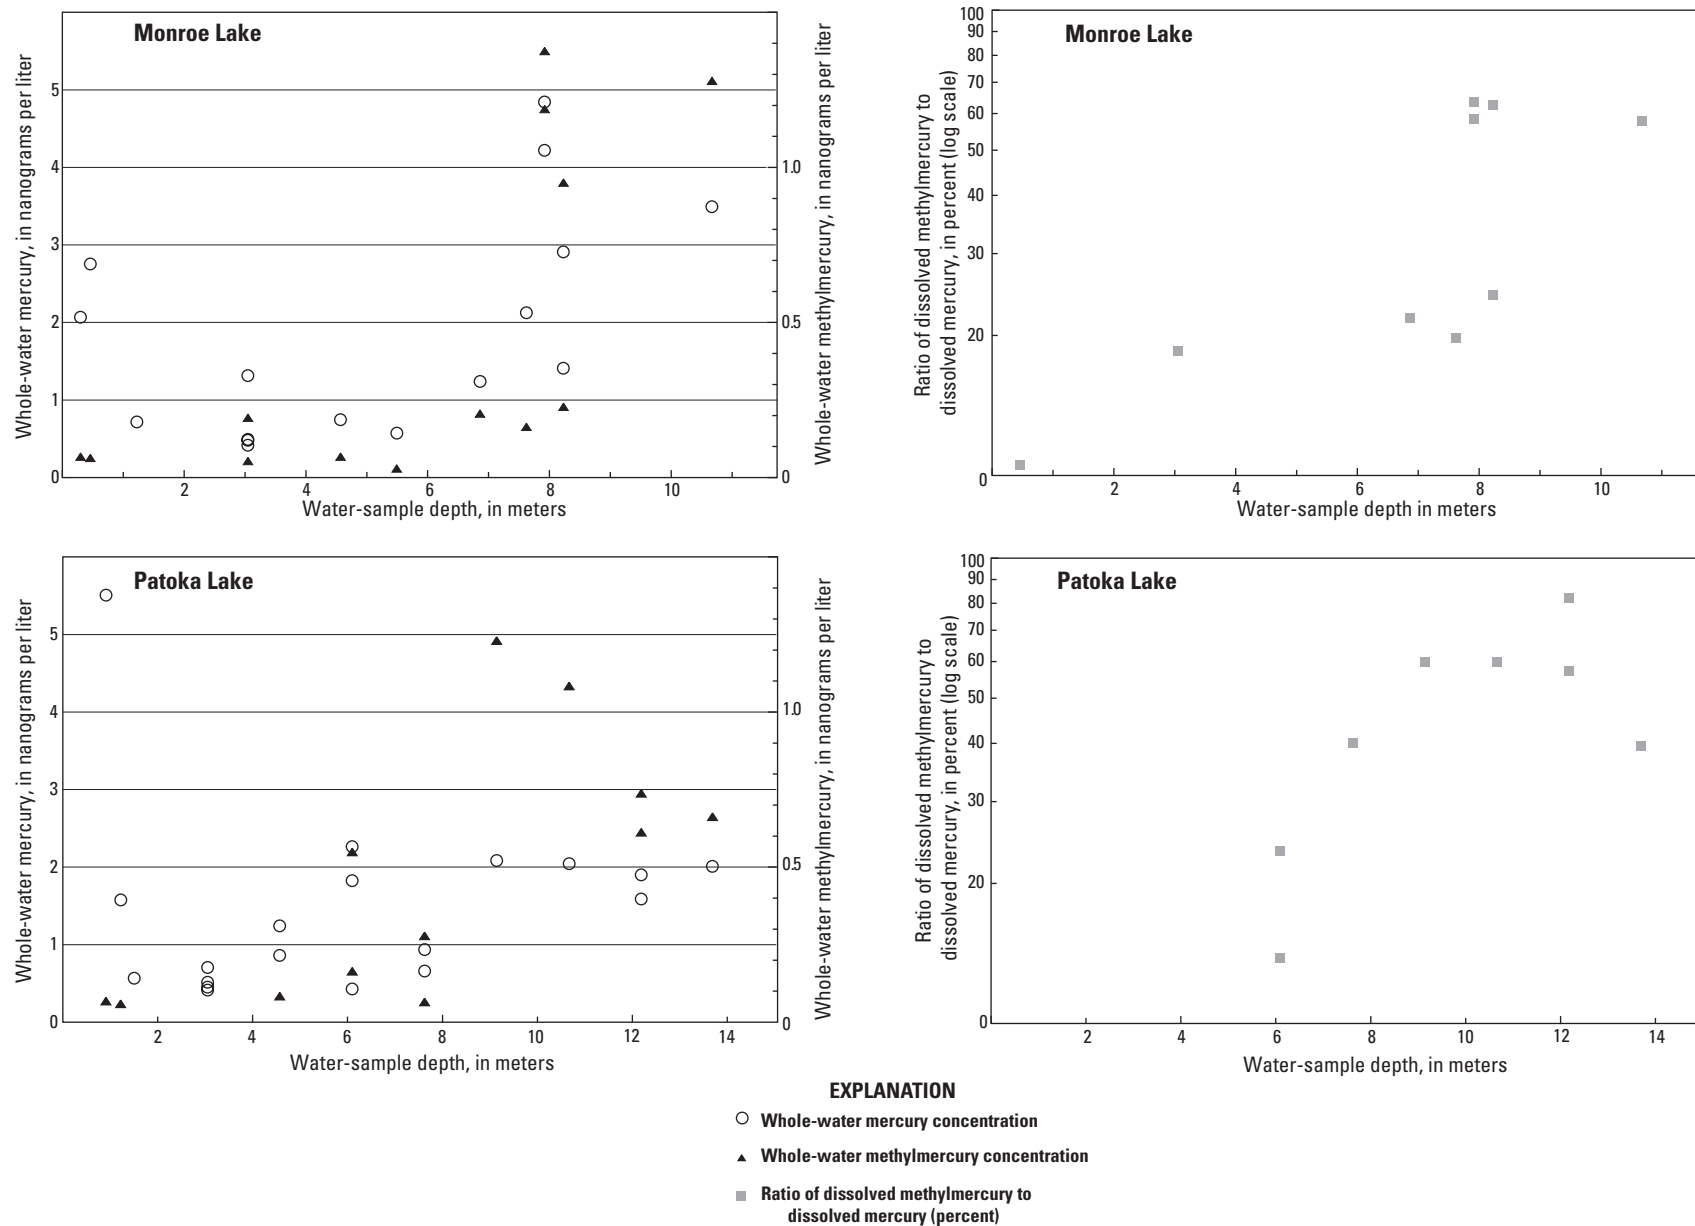 Monroe Lake
Whole-water mercury, in nanograms per liter
5
4
3
2
1
0
Whole-water methylmercury, in nanograms per liter
1.0
0.5
0
2 4 6 8 10
Water-sample depth, in meters
Monroe Lake
Ratio of dissolved methylmercury to
dissolved mercury, in percent (log scale)
100
90
80
70
60
50
40
30
20
0
2 4 6 8 10
Water-sample depth in meters
Patoka Lake
Whole-water mercury, in nanograms per liter
5
4
3
2
1
0
Whole-water methylmercury, in nanograms per liter
1.0
0.5
0
2 4 6 8 10 12 14
Water-sample depth, in meters
Patoka Lake
Ratio of dissolved methylmercury to
dissolved mercury, in percent (log scale)
100
90
80
70
60
50
40
30
20
0
2 4 6 8 10 12 14
Water-sample depth, in meters
EXPLANATION
Whole-water mercury concentration
Whole-water methylmercury concentration
Ratio of dissolved methylmercury to
dissolved mercury (percent)